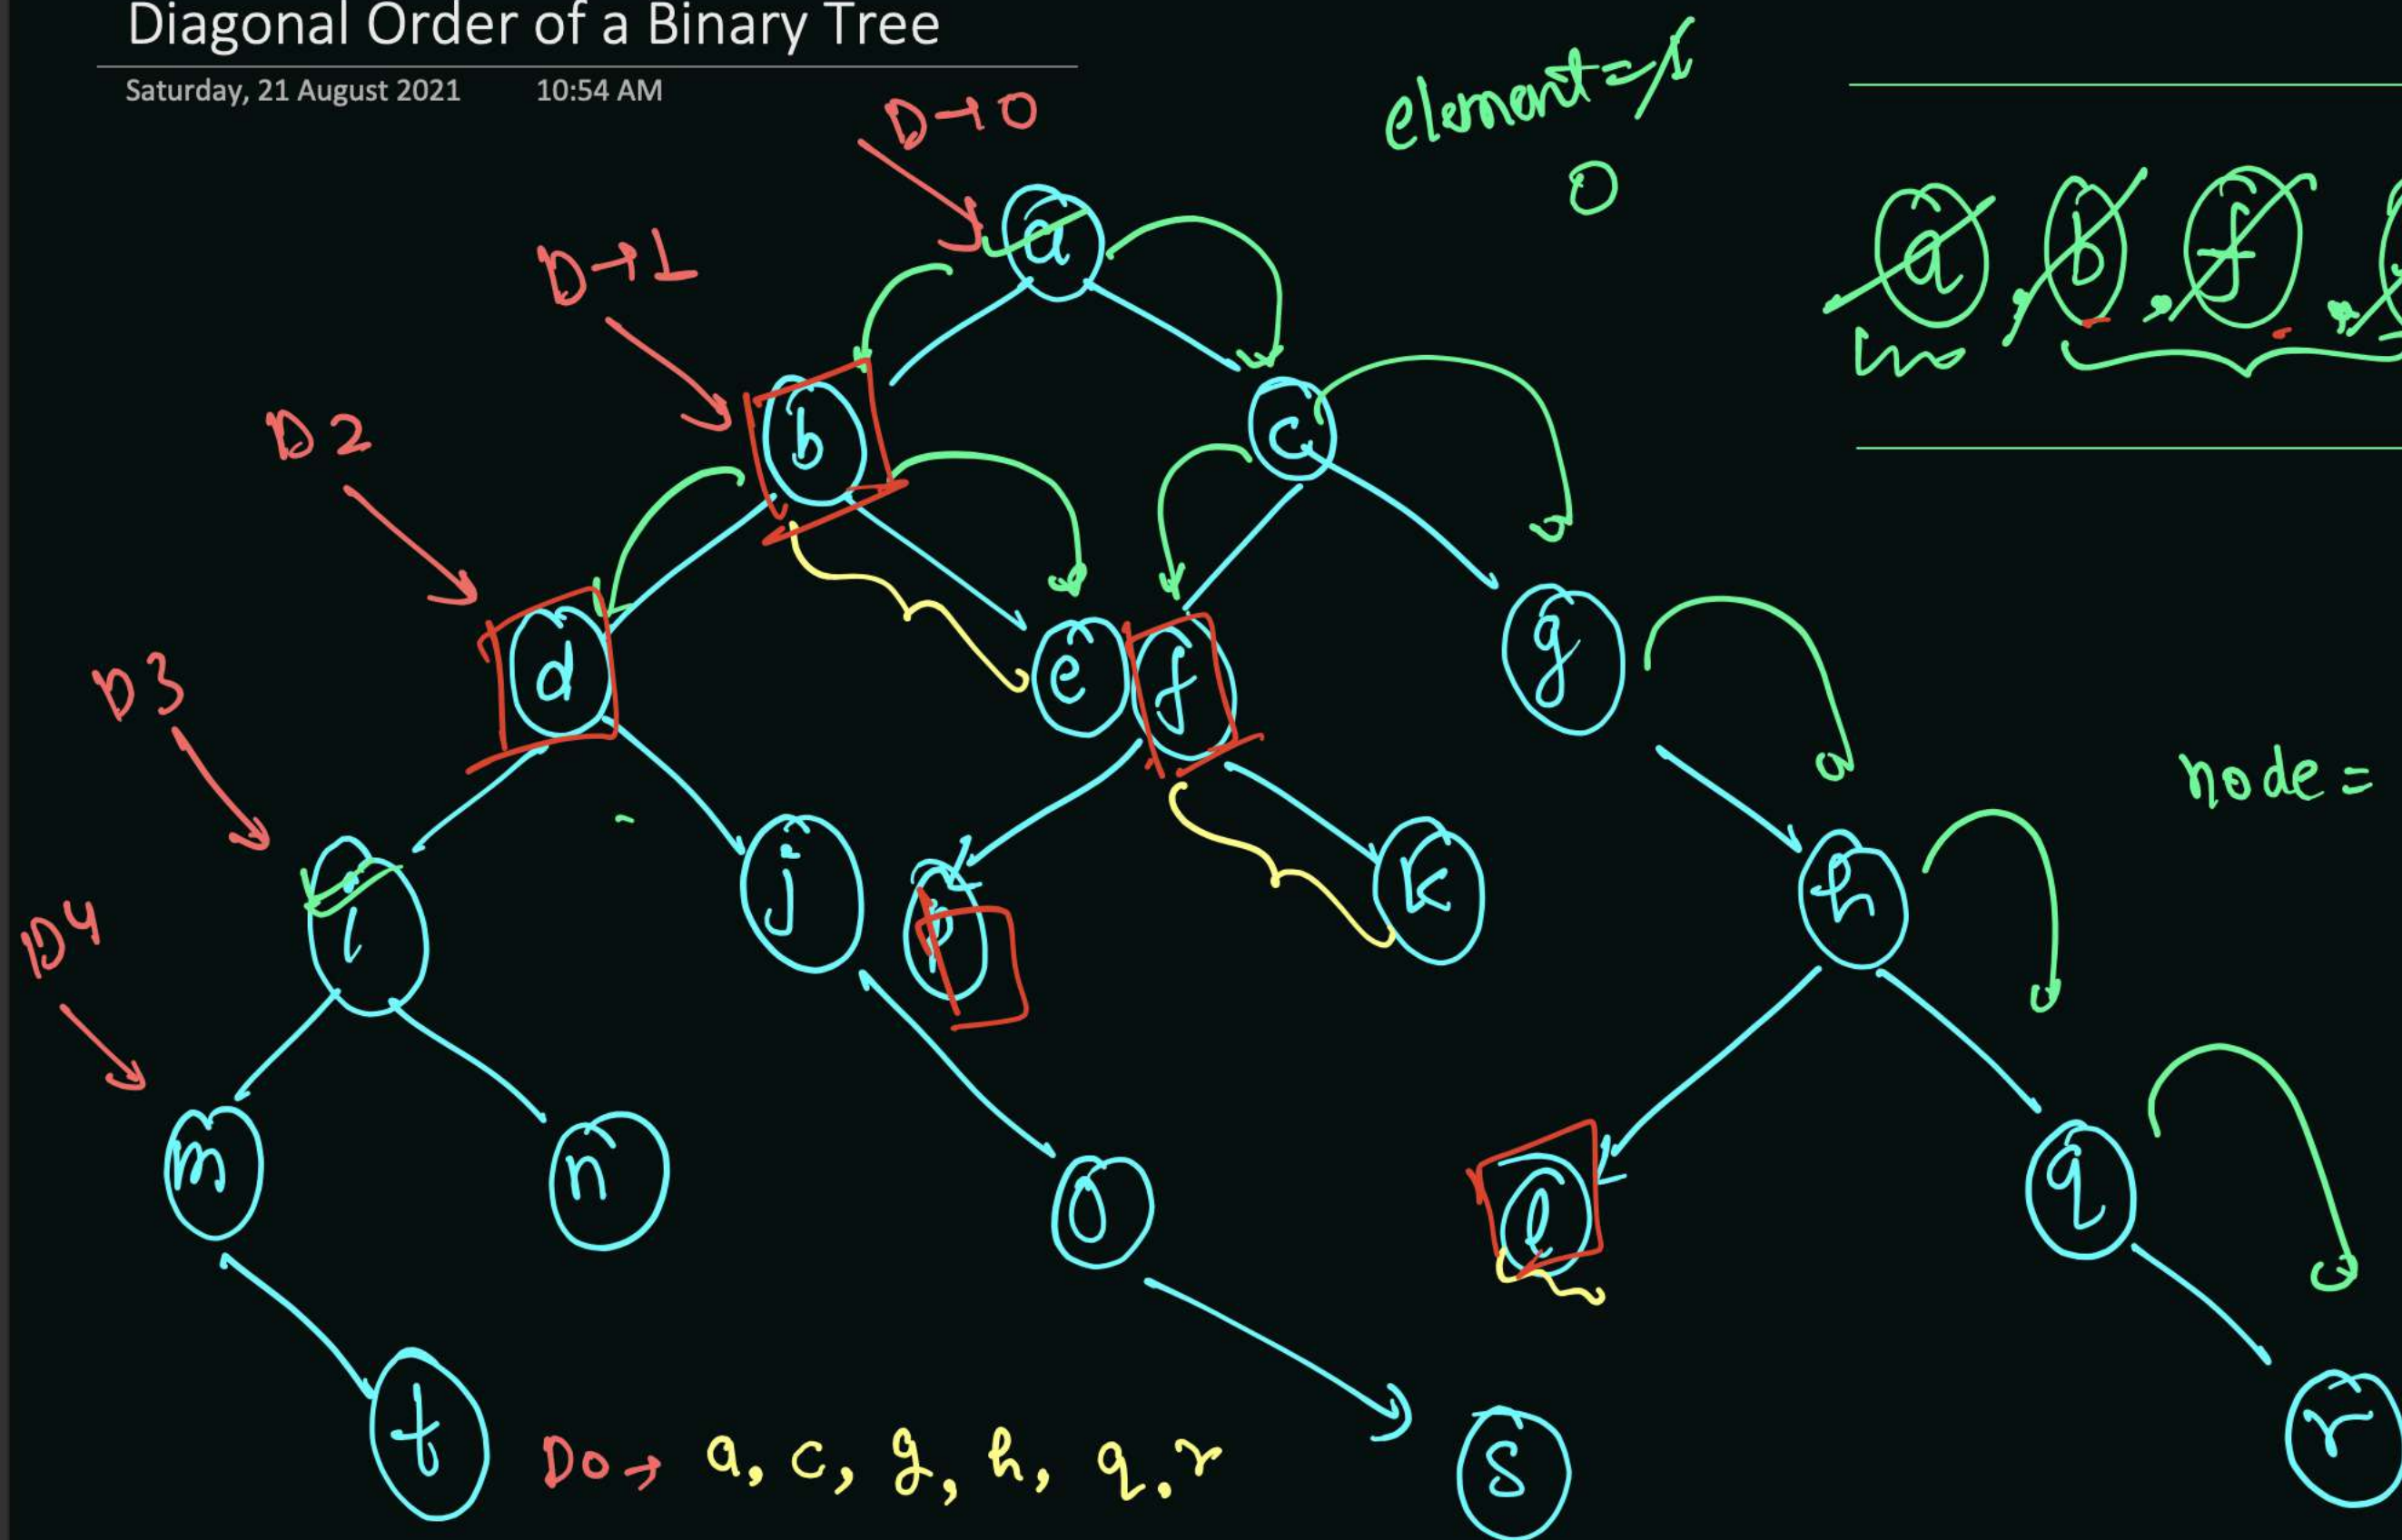 Diagonal Order of a Binary Tree
Saturday, 21 August 2021 10:54 AM
element = 1
0
D→0
a
a, b, f,
D→1
b
c
D2
d
e
f
g
node =
D3
i
j
p
k
h
D4
m
n
o
l
q
t
s
r
D0→ a, c, g, h, q, r